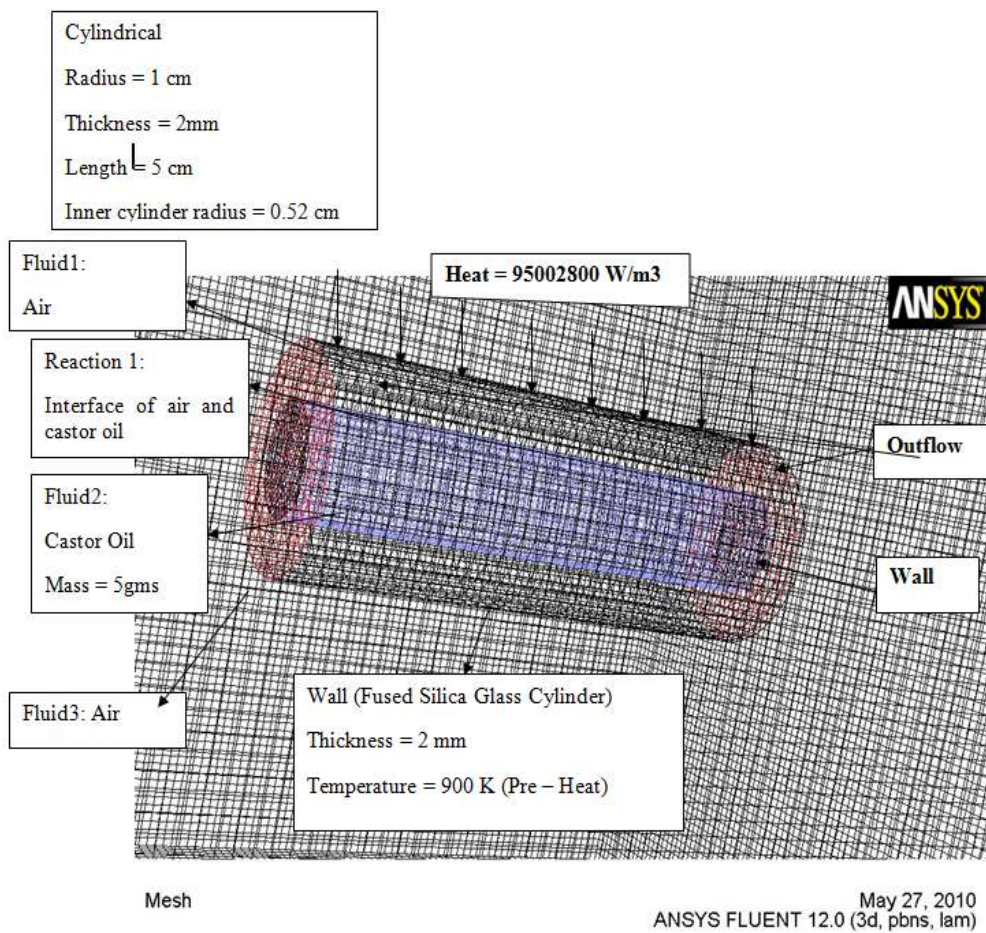 Cylindrical
Radius = 1 cm
Thickness = 2mm
Length = 5 cm
Inner cylinder radius = 0.52 cm
Fluid1:
Air
Heat = 95002800 W/m3
ANSYS
Reaction 1:
Interface of air and
castor oil
Outflow
Fluid2:
Castor Oil
Mass = 5gms
Wall
Fluid3: Air
Wall (Fused Silica Glass Cylinder)
Thickness = 2 mm
Temperature = 900 K (Pre – Heat)
Mesh
May 27, 2010
ANSYS FLUENT 12.0 (3d, pbns, lam)